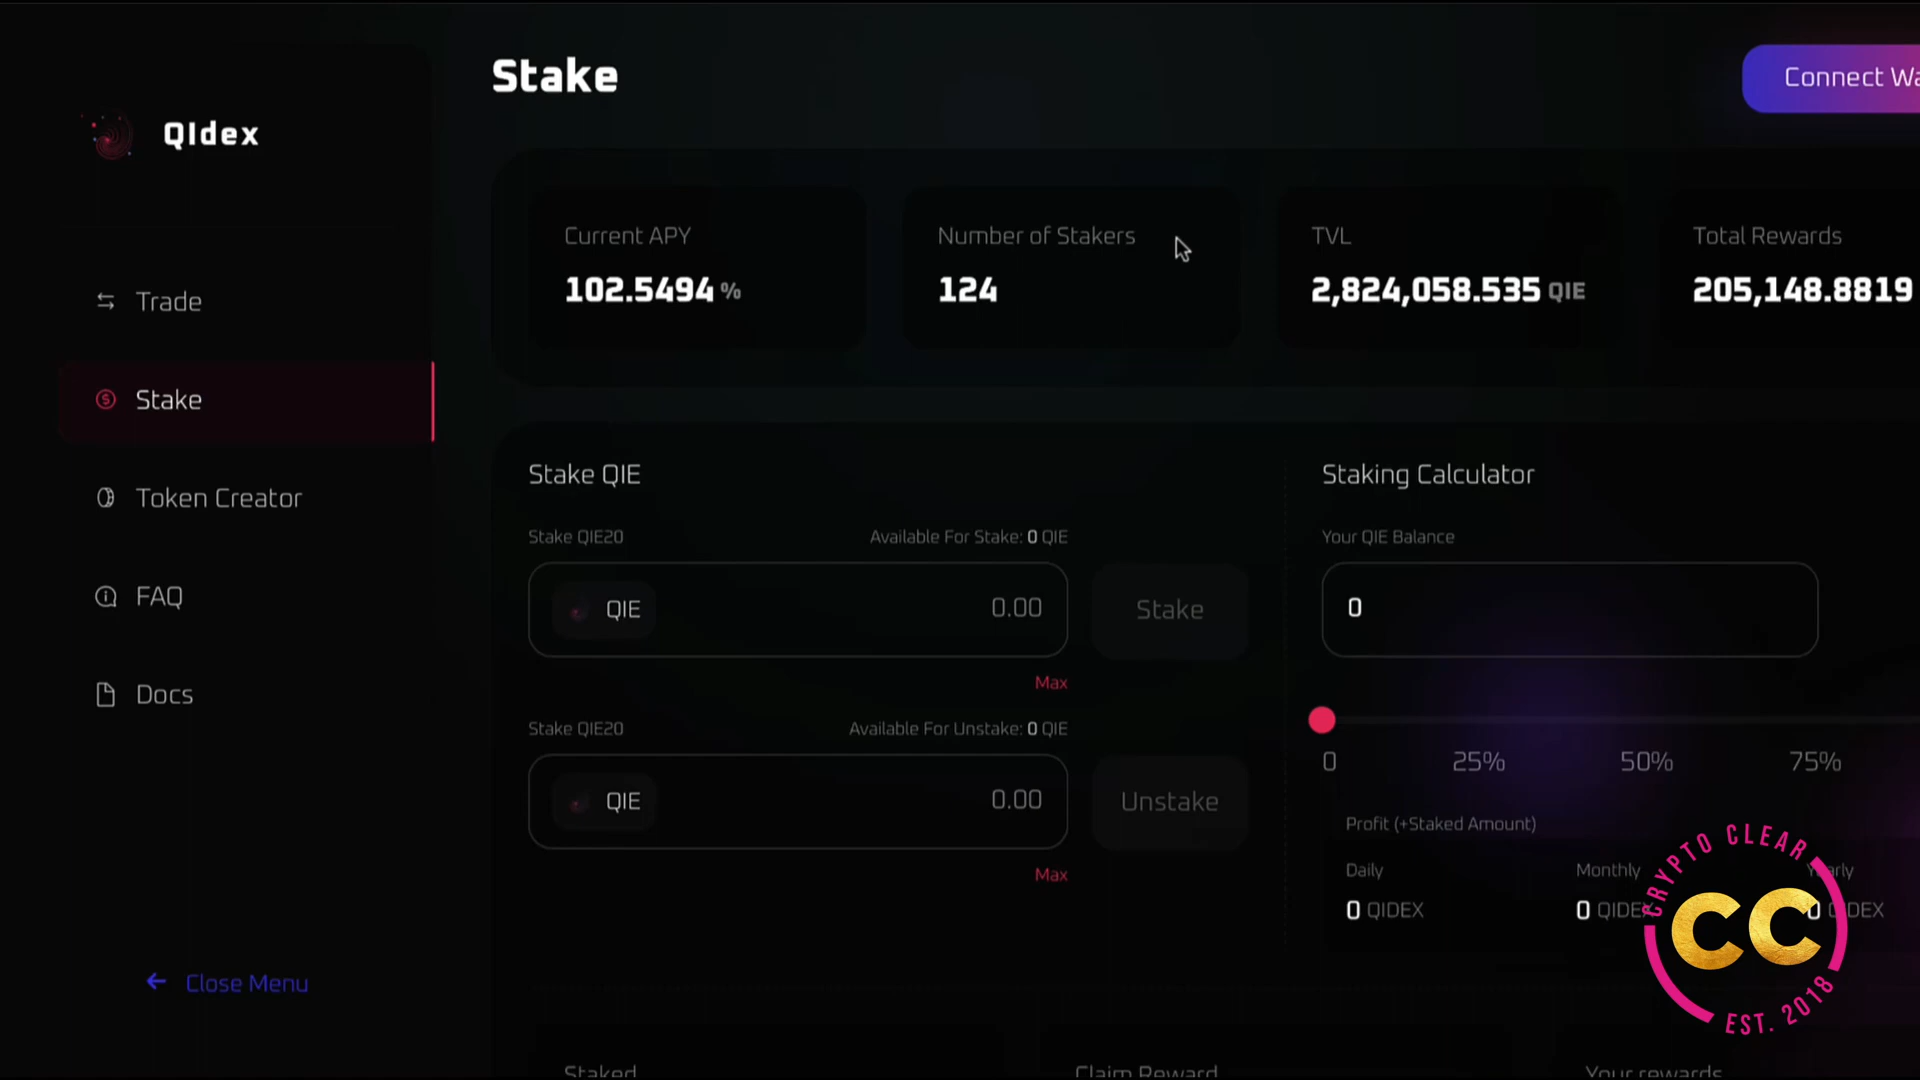 Stake
Connect Wa
QIdex
Current APY
102.5494 %
Number of Stakers
124
TVL
2,824,058.535 QIE
Total Rewards
205,148.8819
Trade
Stake
Token Creator
FAQ
Docs
Close Menu
Stake QIE
Stake QIE20
Available For Stake: 0 QIE
QIE
0.00
Stake
Max
Stake QIE20
Available For Unstake: 0 QIE
QIE
0.00
Unstake
Max
Staking Calculator
Your QIE Balance
0
0
25%
50%
75%
Profit (+Staked Amount)
Daily
0 QIDEX
Monthly
0 QIDEX
Yearly
0 QIDEX
CRYPTO CLEAR
CC
EST. 2018
Staked
Claim Reward
Your rewards